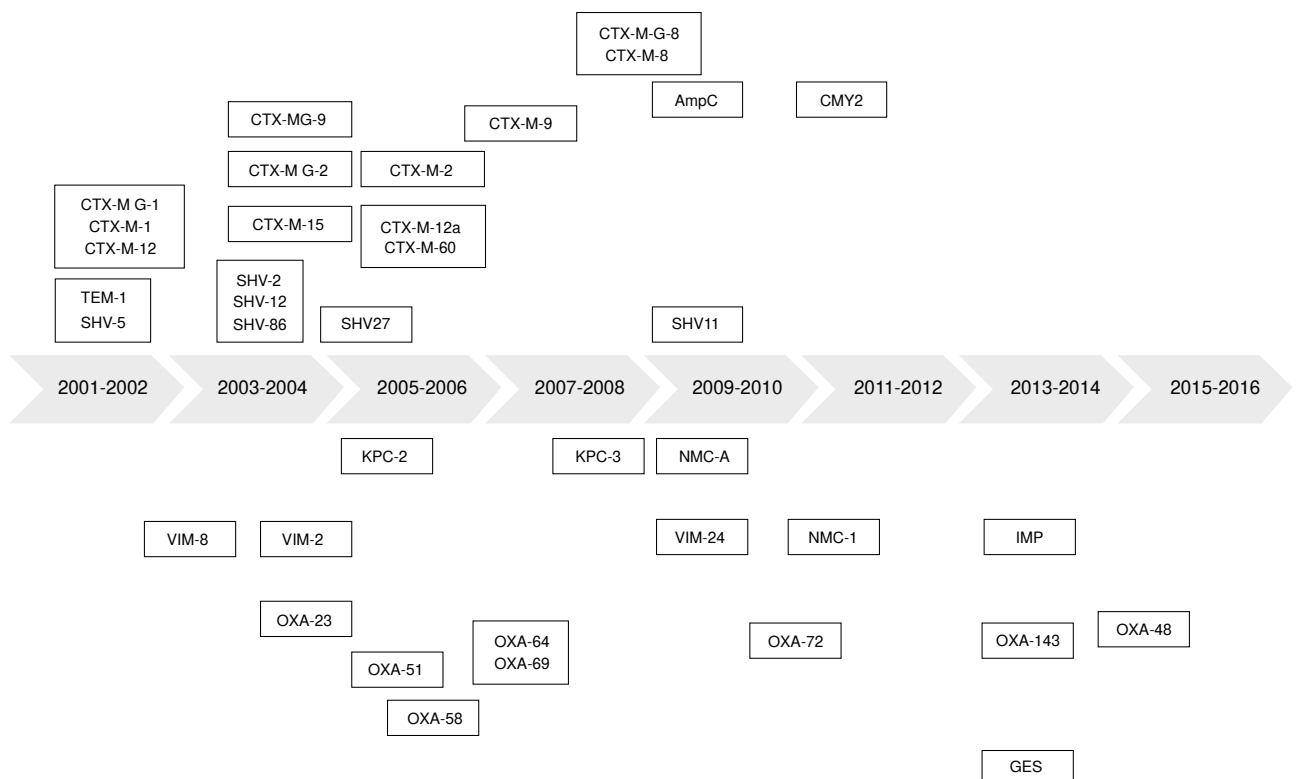 CTX-M-G-8
CTX-M-8
AmpC
CMY2
CTX-MG-9
CTX-M-9
CTX-M G-2
CTX-M-2
CTX-M G-1
CTX-M-1
CTX-M-12
CTX-M-15
CTX-M-12a
CTX-M-60
TEM-1
SHV-5
SHV-2
SHV-12
SHV-86
SHV27
SHV11
2001-2002
2003-2004
2005-2006
2007-2008
2009-2010
2011-2012
2013-2014
2015-2016
KPC-2
KPC-3
NMC-A
VIM-8
VIM-2
VIM-24
NMC-1
IMP
OXA-23
OXA-51
OXA-58
OXA-64
OXA-69
OXA-72
OXA-143
OXA-48
GES